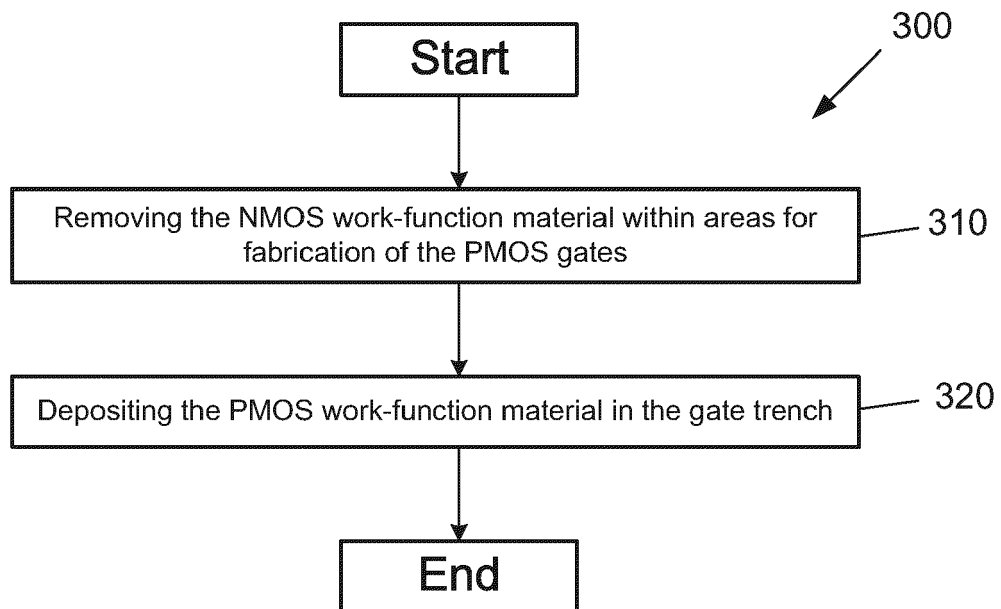 Start
300
Removing the NMOS work-function material within areas for
fabrication of the PMOS gates
310
Depositing the PMOS work-function material in the gate trench
320
End